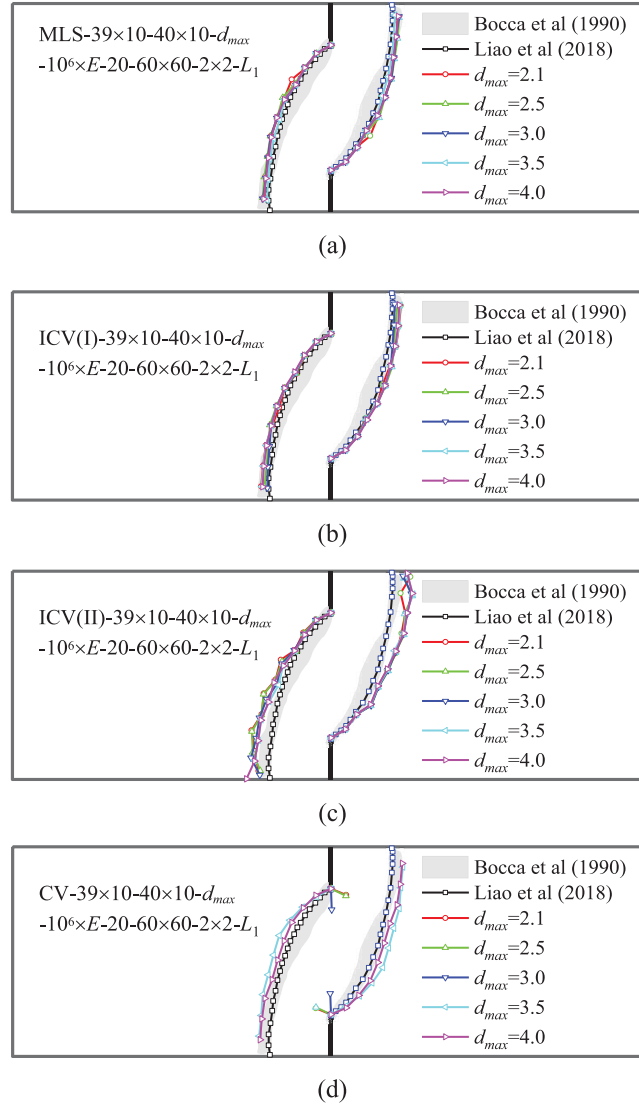 MLS-39×10-40×10-dmax
-10⁶×E-20-60×60-2×2-L₁
Bocca et al (1990)
Liao et al (2018)
dmax=2.1
dmax=2.5
dmax=3.0
dmax=3.5
dmax=4.0
(a)
ICV(I)-39×10-40×10-dmax
-10⁶×E-20-60×60-2×2-L₁
Bocca et al (1990)
Liao et al (2018)
dmax=2.1
dmax=2.5
dmax=3.0
dmax=3.5
dmax=4.0
(b)
ICV(II)-39×10-40×10-dmax
-10⁶×E-20-60×60-2×2-L₁
Bocca et al (1990)
Liao et al (2018)
dmax=2.1
dmax=2.5
dmax=3.0
dmax=3.5
dmax=4.0
(c)
CV-39×10-40×10-dmax
-10⁶×E-20-60×60-2×2-L₁
Bocca et al (1990)
Liao et al (2018)
dmax=2.1
dmax=2.5
dmax=3.0
dmax=3.5
dmax=4.0
(d)